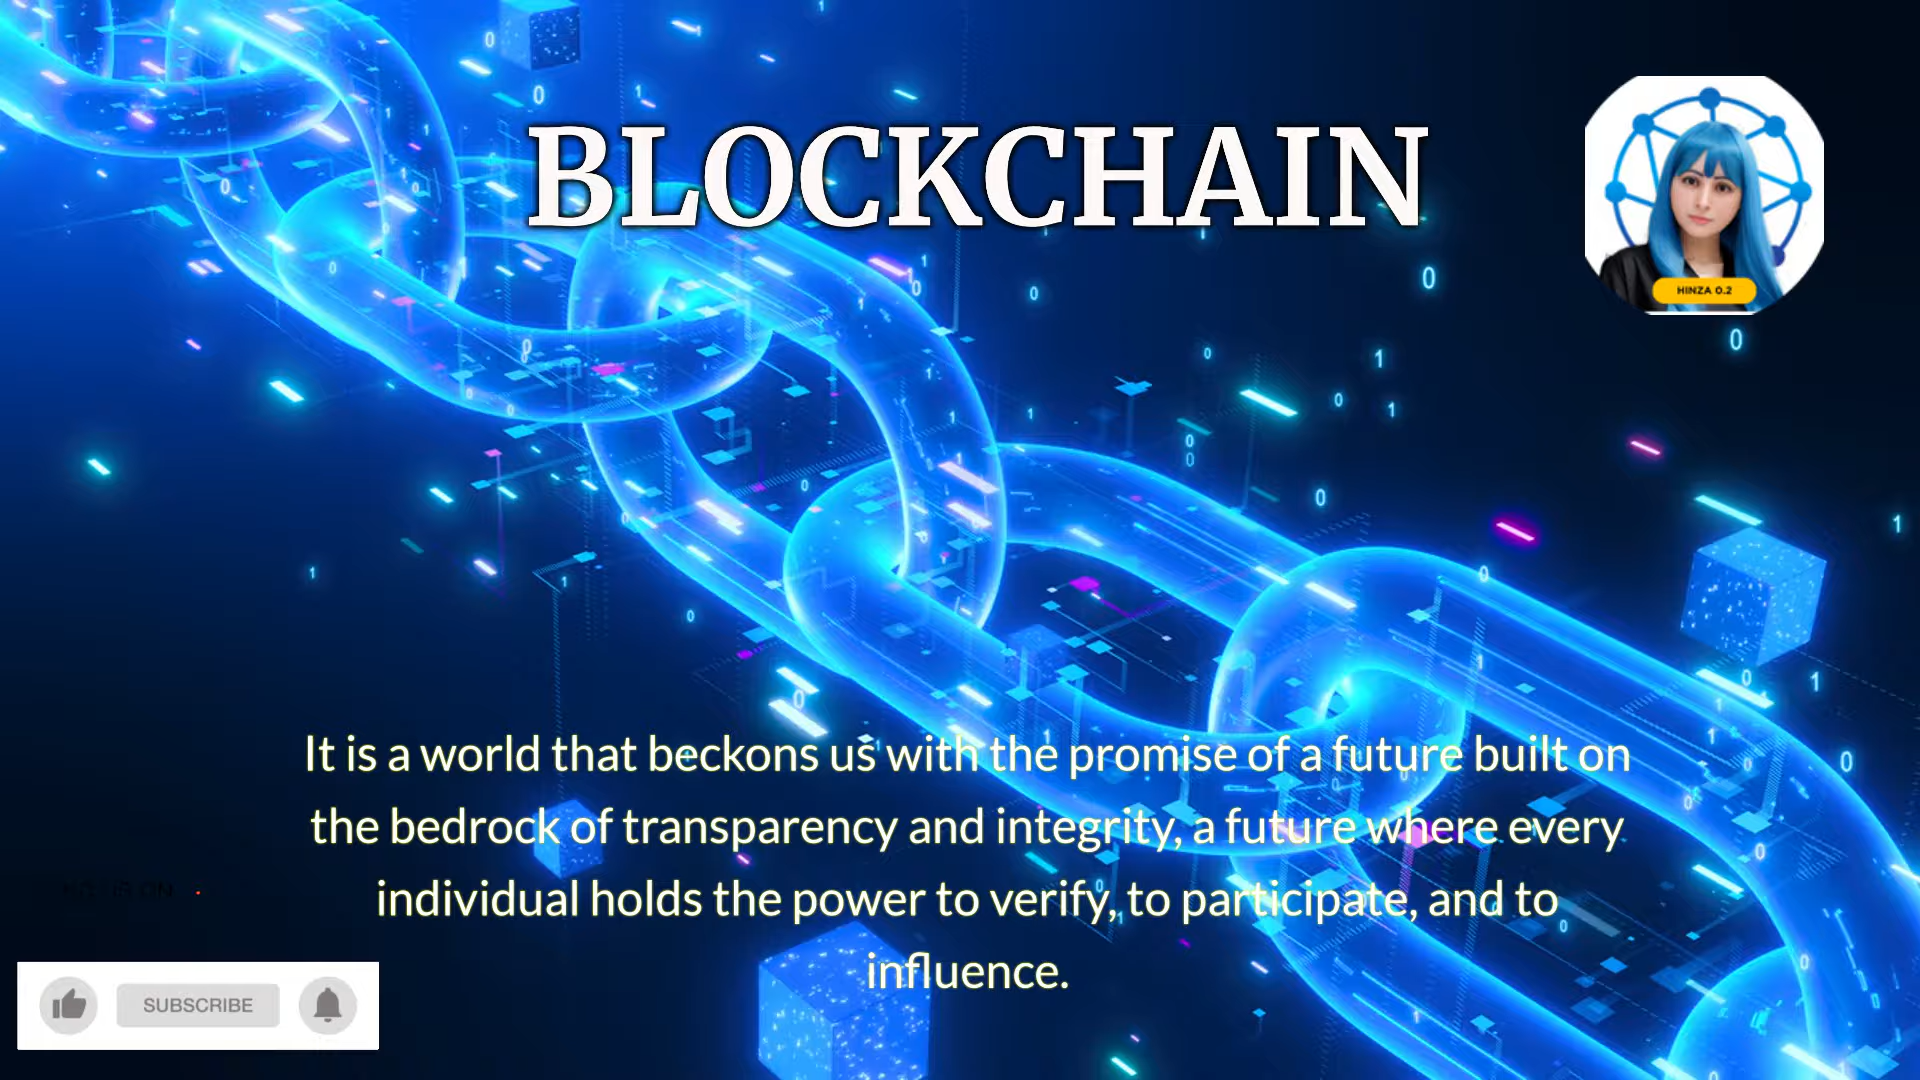 BLOCKCHAIN
HINZA 0.2
It is a world that beckons us with the promise of a future built on
the bedrock of transparency and integrity, a future where every
individual holds the power to verify, to participate, and to
influence.
SUBSCRIBE